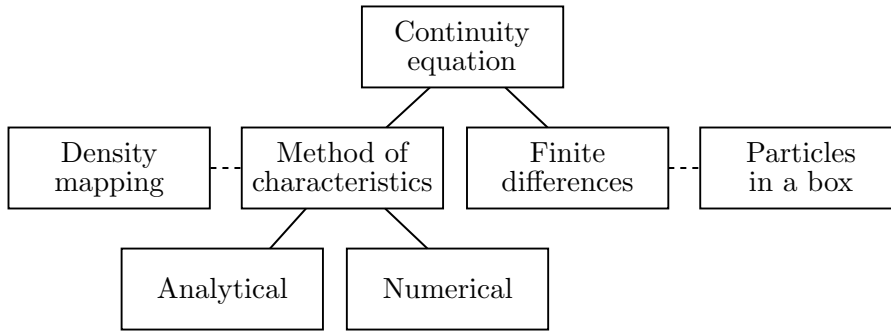 Continuity
equation
Density
mapping
Method of
characteristics
Finite
differences
Particles
in a box
Analytical
Numerical